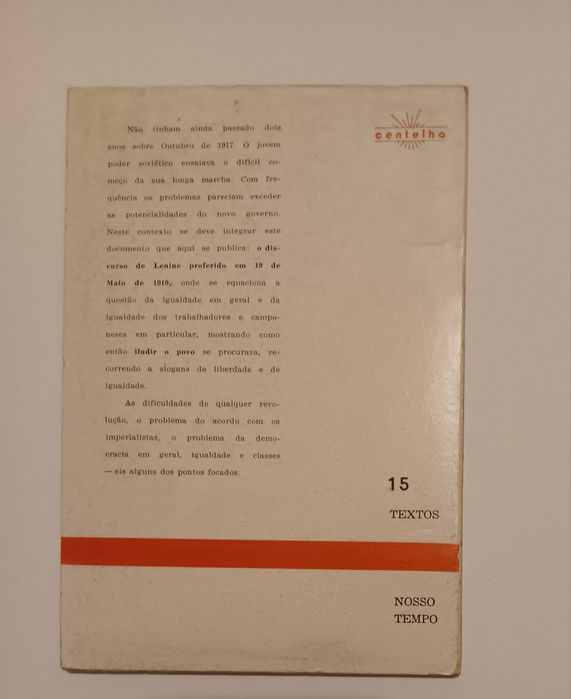 Não tinham ainda passado dois
anos sobre Outubro de 1917. O jovem
poder soviético ensaiava o difícil co-
meço da sua longa marcha. Com fre-
quência os problemas pareciam exceder
as potencialidades do novo governo.
Neste contexto se deve integrar este
documento que aqui se publica: o dis-
curso de Lenine proferido em 19 de
Maio de 1919, onde se equaciona a
questão da igualdade em geral e da
igualdade dos trabalhadores e campo-
neses em particular, mostrando como
então iludir o povo se procurava, re-
correndo a slogans de liberdade e de
igualdade.
As dificuldades de qualquer revo-
lução, o problema do acordo com os
imperialistas, o problema da demo-
cracia em geral, igualdade e classes
— eis alguns dos pontos focados.
centelha
15
TEXTOS
NOSSO
TEMPO